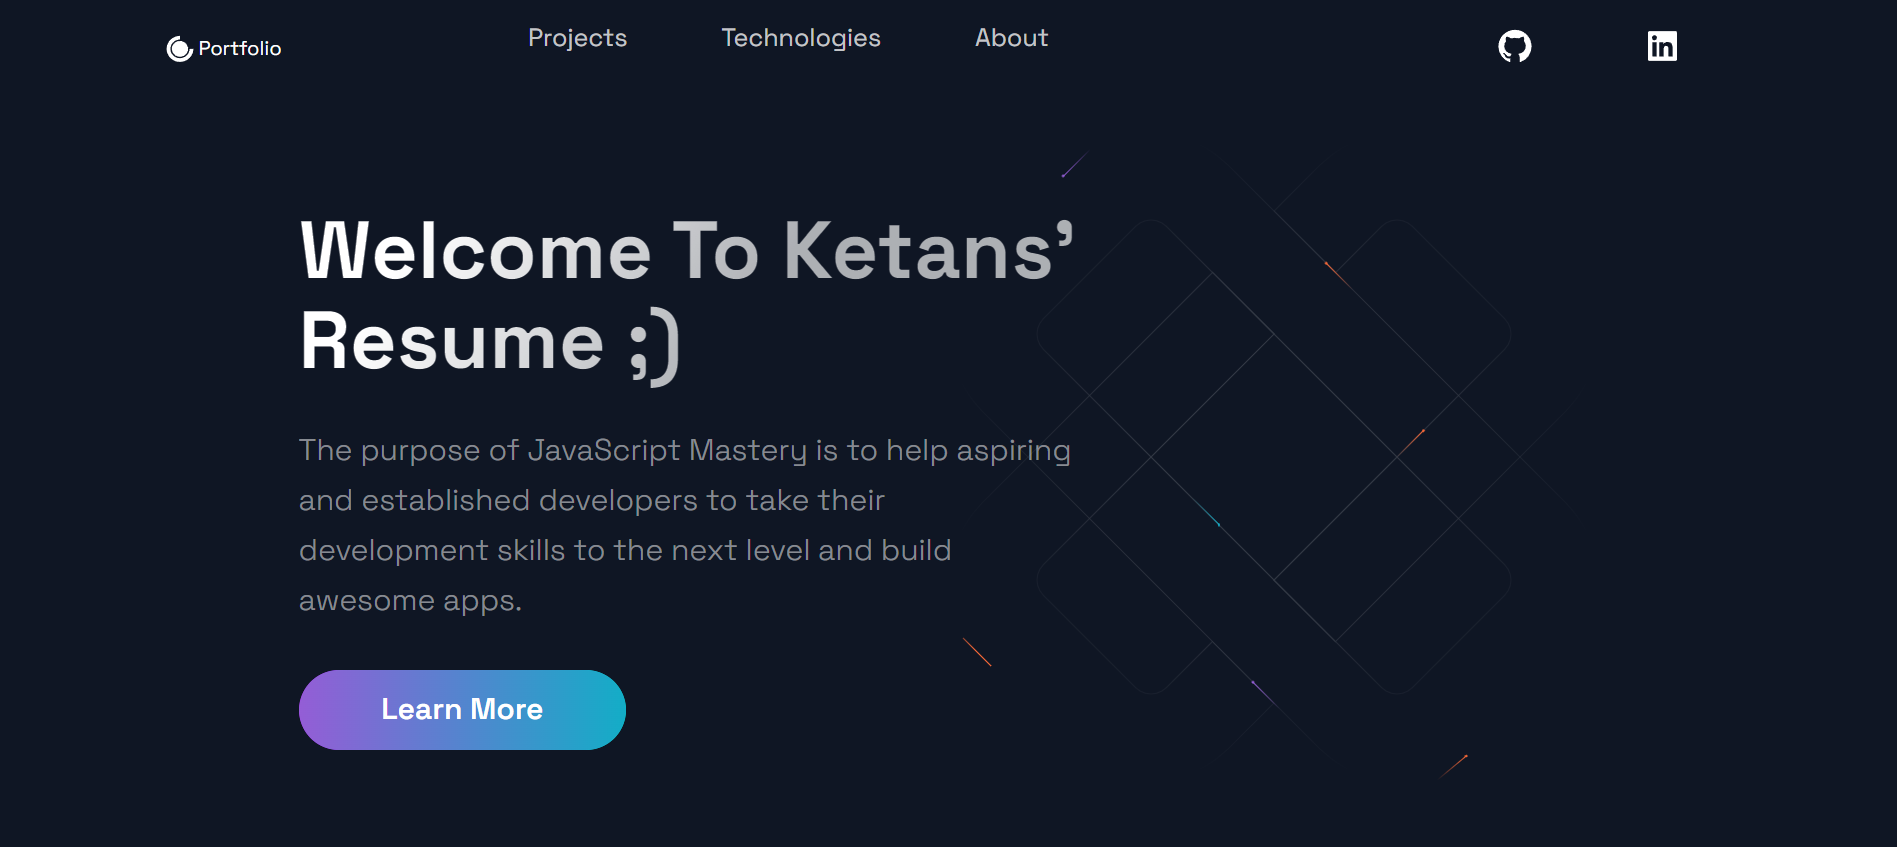 Portfolio
Projects
Technologies
About
Welcome To Ketans’
Resume ;)
The purpose of JavaScript Mastery is to help aspiring
and established developers to take their
development skills to the next level and build
awesome apps.
Learn More